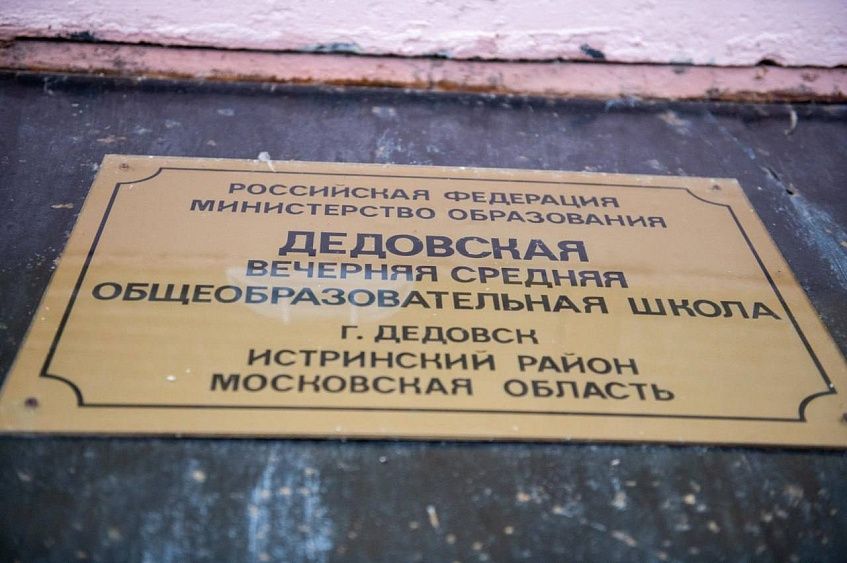 РОССИЙСКАЯ ФЕДЕРАЦИЯ
МИНИСТЕРСТВО ОБРАЗОВАНИЯ
ДЕДОВСКАЯ
ВЕЧЕРНЯЯ СРЕДНЯЯ
ОБЩЕОБРАЗОВАТЕЛЬНАЯ ШКОЛА
Г. ДЕДОВСК
ИСТРИНСКИЙ РАЙОН
МОСКОВСКАЯ ОБЛАСТЬ